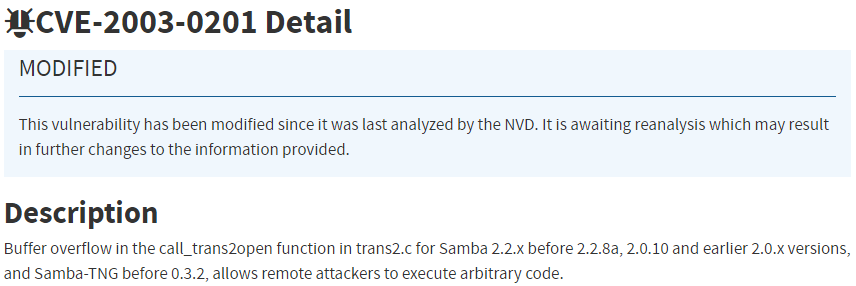 CVE-2003-0201 Detail
MODIFIED
This vulnerability has been modified since it was last analyzed by the NVD. It is awaiting reanalysis which may result
in further changes to the information provided.
Description
Buffer overflow in the call_trans2open function in trans2.c for Samba 2.2.x before 2.2.8a, 2.0.10 and earlier 2.0.x versions,
and Samba-TNG before 0.3.2, allows remote attackers to execute arbitrary code.